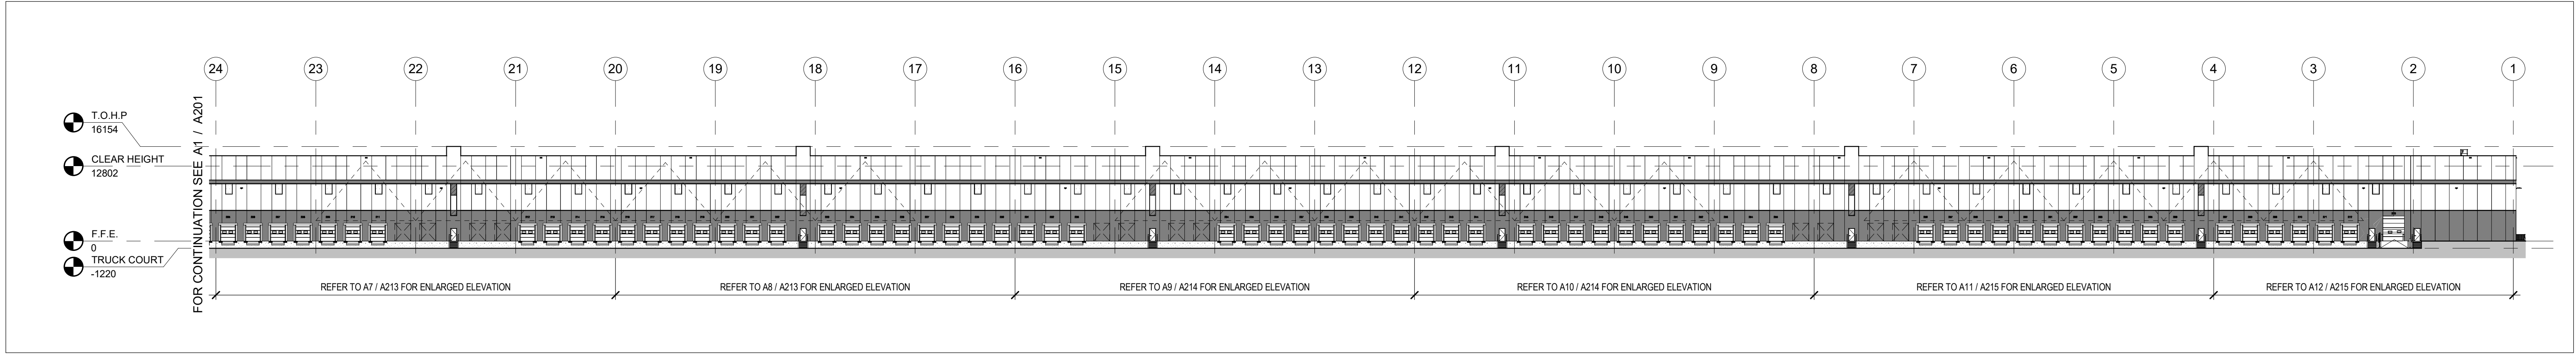 24 23 22 21 20 19 18 17 16 15 14 13 12 11 10 9 8 7 6 5 4 3 2 1
T.O.H.P
16154
CLEAR HEIGHT
12802
F.F.E.
0
TRUCK COURT
-1220
FOR CONTINUATION SEE A1 / A201
REFER TO A7 / A213 FOR ENLARGED ELEVATION
REFER TO A8 / A213 FOR ENLARGED ELEVATION
REFER TO A9 / A214 FOR ENLARGED ELEVATION
REFER TO A10 / A214 FOR ENLARGED ELEVATION
REFER TO A11 / A215 FOR ENLARGED ELEVATION
REFER TO A12 / A215 FOR ENLARGED ELEVATION